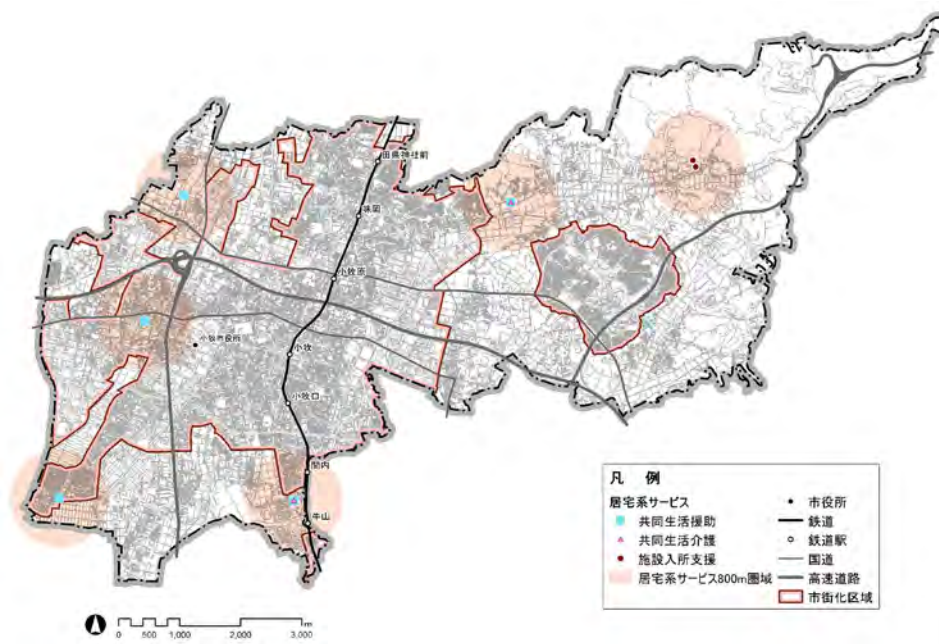 田県神社前
味岡
小牧原
小牧市役所
小牧
小牧口
間内
牛山
凡 例
居宅系サービス
共同生活援助
共同生活介護
施設入所支援
居宅系サービス800m圏域
市役所
鉄道
鉄道駅
国道
高速道路
市街化区域
0 500 1,000 2,000 3,000 m